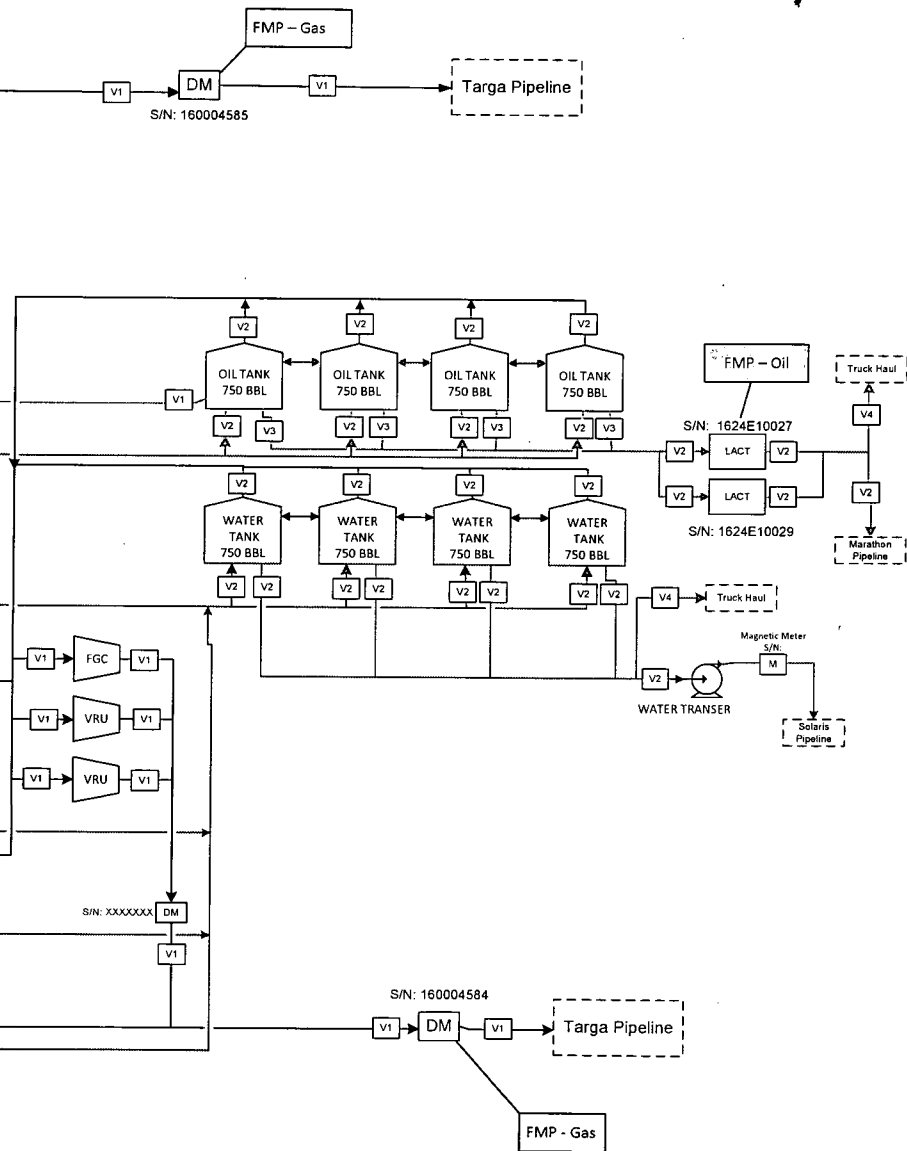 FMP – Gas
V1
DM
V1
Targa Pipeline
S/N: 160004585
V2
V2
V2
V2
OIL TANK
750 BBL
OIL TANK
750 BBL
OIL TANK
750 BBL
OIL TANK
750 BBL
FMP – Oil
Truck Haul
V1
V2
V3
V2
V3
V2
V3
V2
V3
V4
S/N: 1624E10027
V2
LACT
V2
V2
LACT
V2
V2
S/N: 1624E10029
Marathon
Pipeline
V2
V2
V2
V2
WATER
TANK
750 BBL
WATER
TANK
750 BBL
WATER
TANK
750 BBL
WATER
TANK
750 BBL
V2
V2
V2
V2
V2
V2
V2
V2
V4
Truck Haul
Magnetic Meter
S/N:
V2
M
WATER TRANSER
Solaris
Pipeline
V1
FGC
V1
V1
VRU
V1
V1
VRU
V1
S/N: XXXXXXX
DM
V1
S/N: 160004584
V1
DM
V1
Targa Pipeline
FMP - Gas